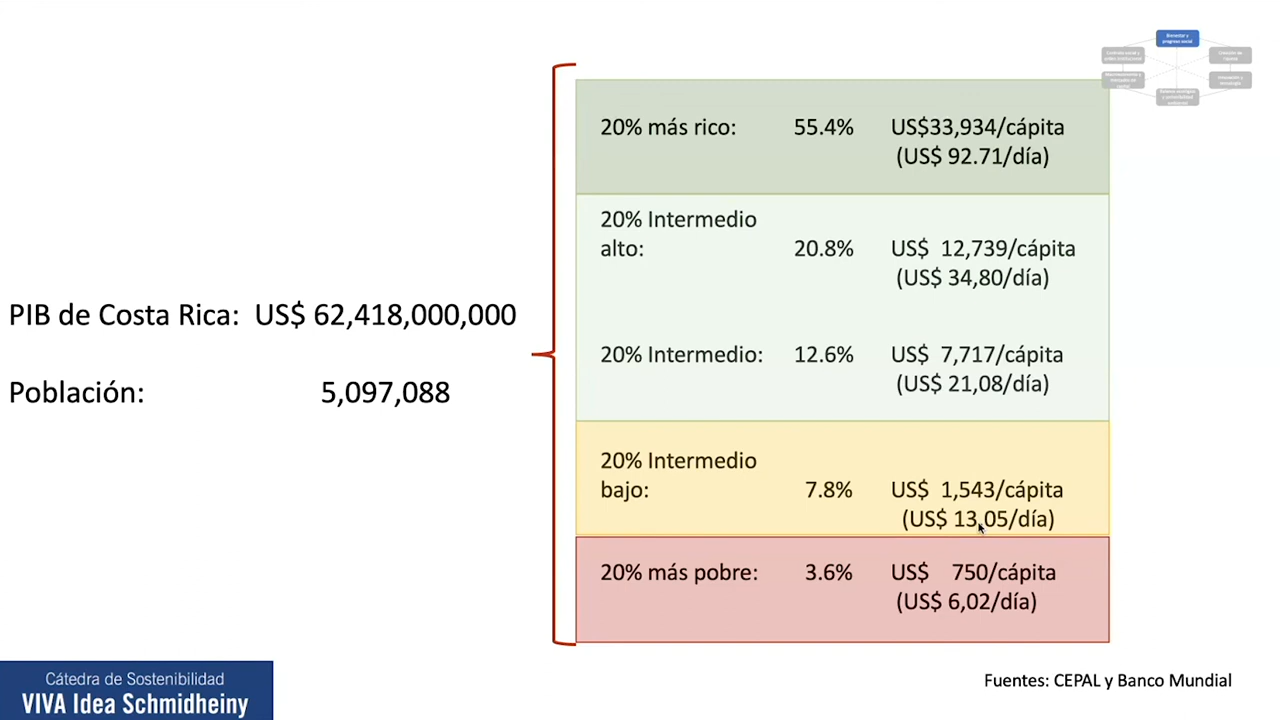 Bienestar y
progreso social
PIB de Costa Rica: US$ 62,418,000,000
Población: 5,097,088
20% más rico: 55.4% US$33,934/cápita
(US$ 92.71/día)
20% Intermedio
alto: 20.8% US$ 12,739/cápita
(US$ 34,80/día)
20% Intermedio: 12.6% US$ 7,717/cápita
(US$ 21,08/día)
20% Intermedio
bajo: 7.8% US$ 1,543/cápita
(US$ 13,05/día)
20% más pobre: 3.6% US$ 750/cápita
(US$ 6,02/día)
Cátedra de Sostenibilidad
VIVA Idea Schmidheiny
Fuentes: CEPAL y Banco Mundial